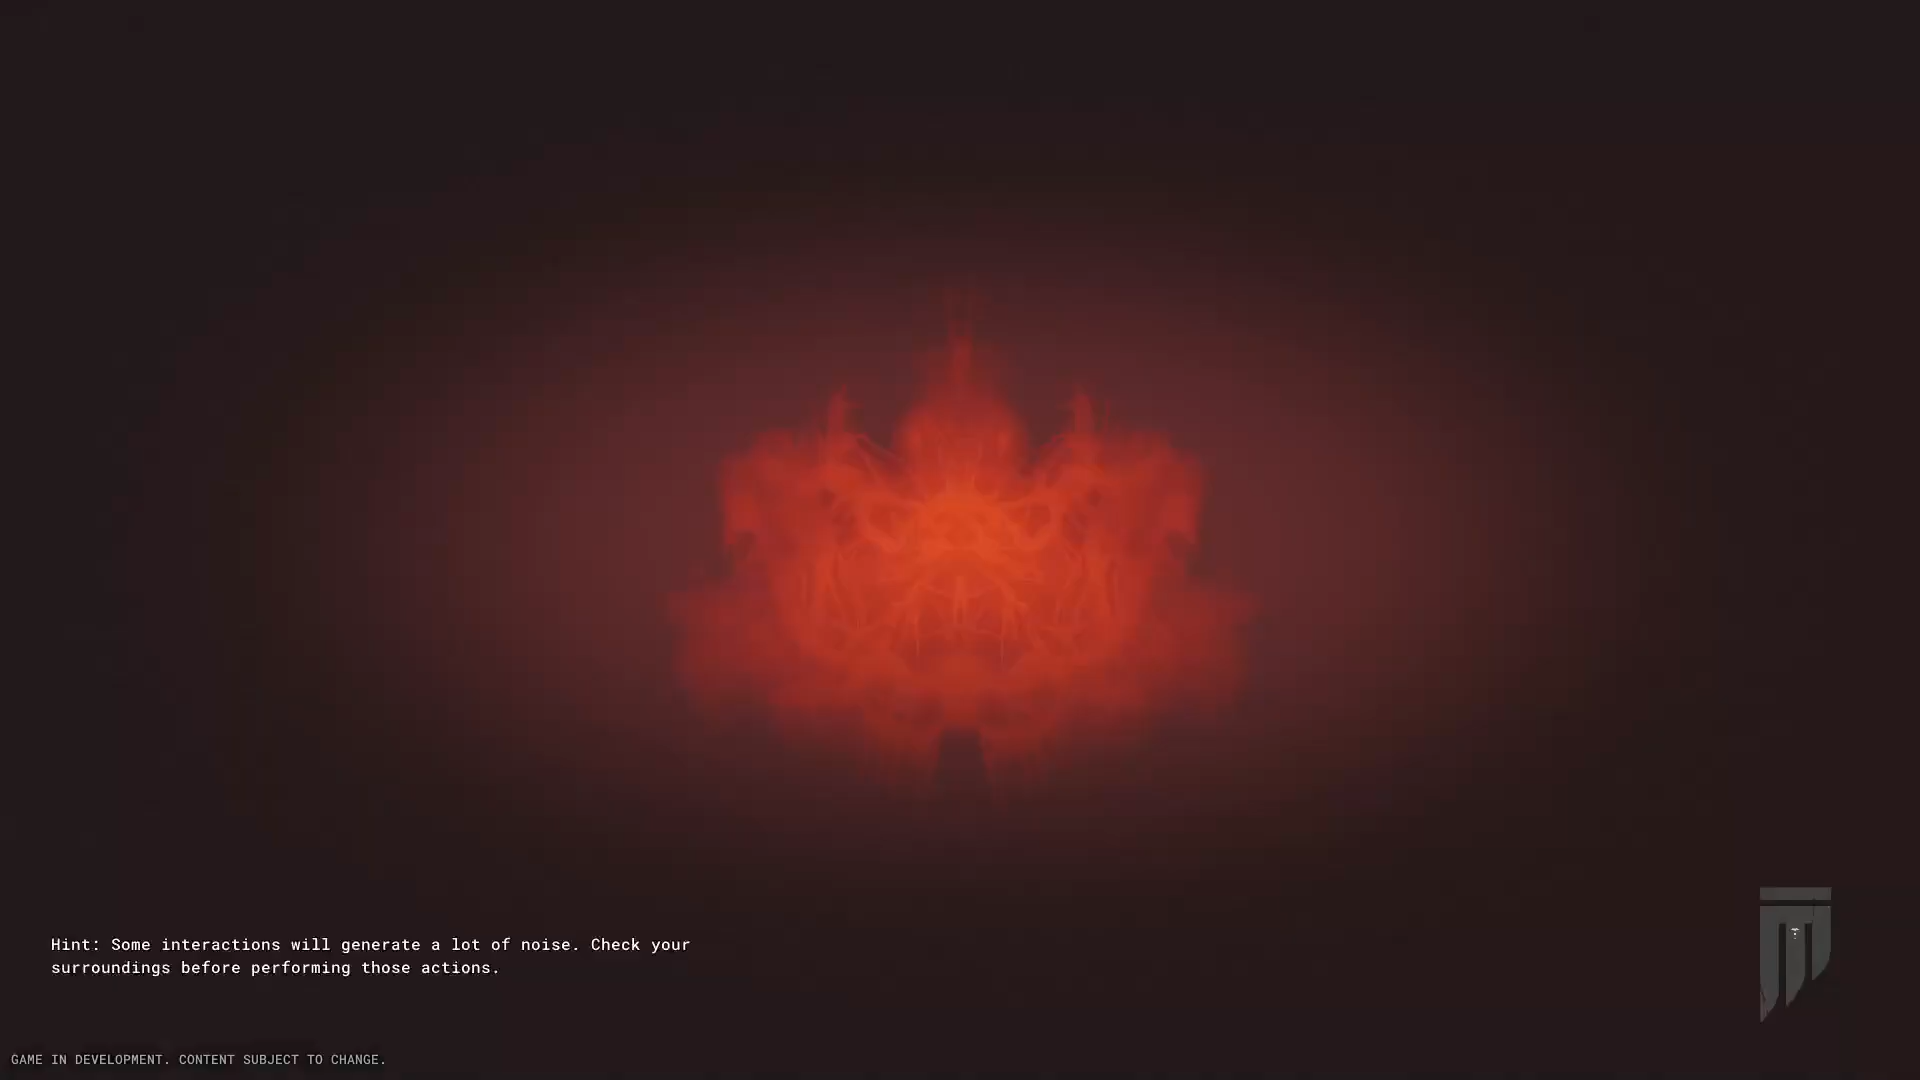 Hint: Some interactions will generate a lot of noise. Check your
surroundings before performing those actions.
GAME IN DEVELOPMENT. CONTENT SUBJECT TO CHANGE.